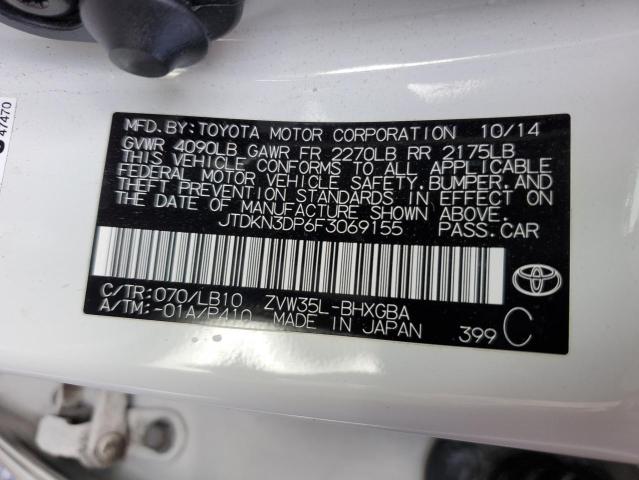 47470
MFD. BY: TOYOTA MOTOR CORPORATION 10/14
GVWR 4090LB GAWR FR 2270LB RR 2175LB
THIS VEHICLE CONFORMS TO ALL APPLICABLE
FEDERAL MOTOR VEHICLE SAFETY, BUMPER, AND
THEFT PREVENTION STANDARDS IN EFFECT ON
THE DATE OF MANUFACTURE SHOWN ABOVE.
JTDKN3DP6F3069155 PASS.CAR
C/TR:070/LB10 ZVW35L-BHXGBA
A/TM:-01A/P410 MADE IN JAPAN 399 C